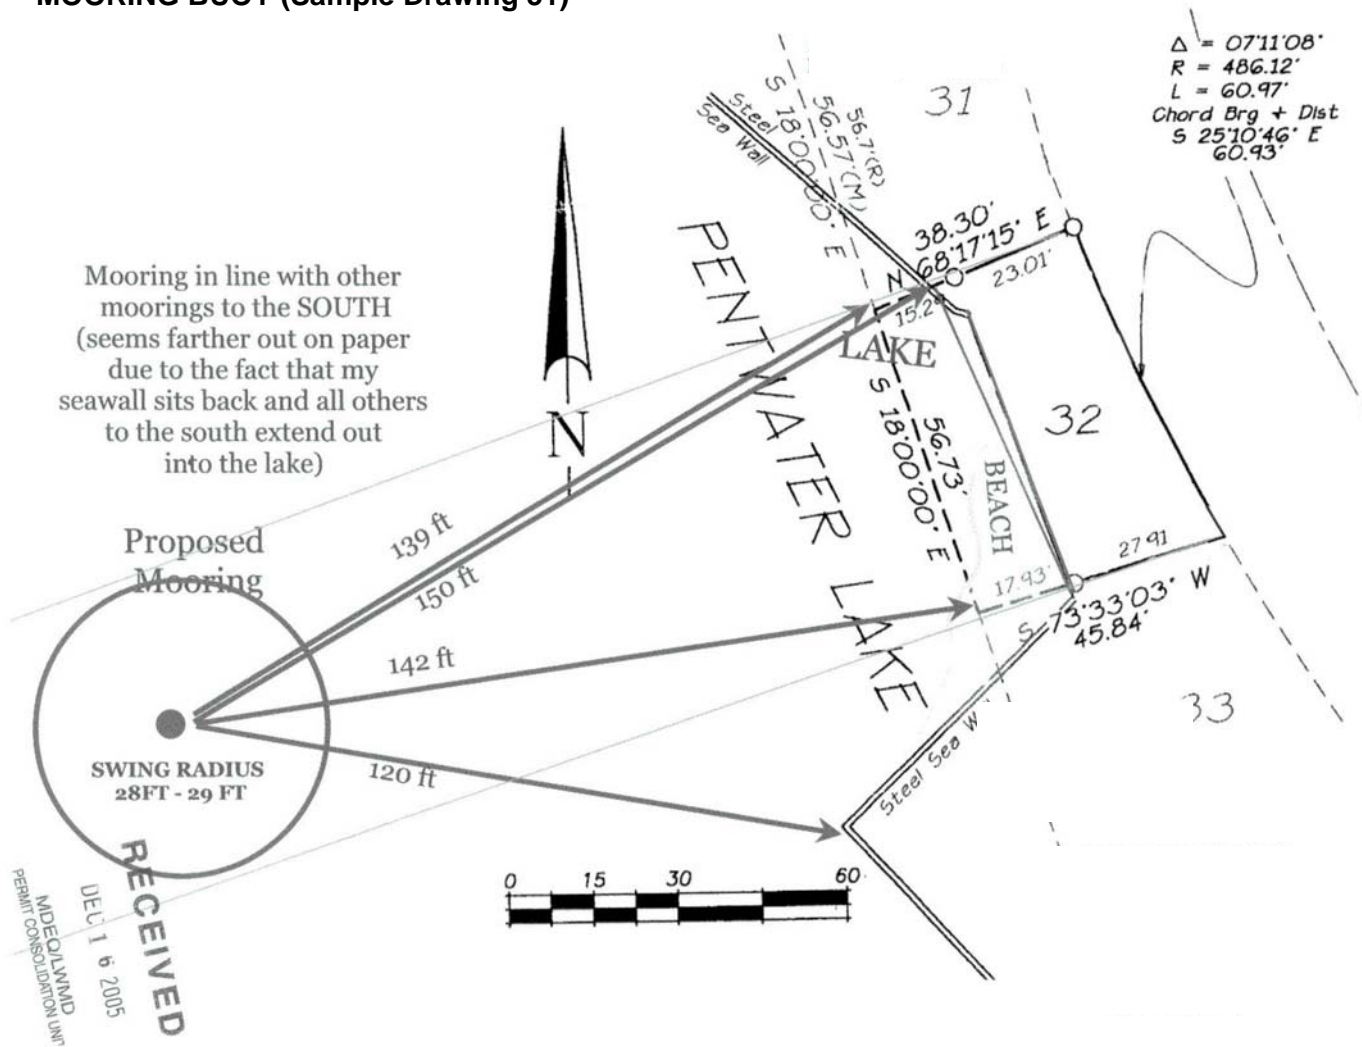 MOORING BUOY (Sample Drawing 31)
Δ = 07°11'08"
R = 486.12'
L = 60.97'
Chord Brg + Dist
S 25°10'46" E
60.93'
31
Steel
Sea Wall
S 18°00'00" E
56.57'(M)
56.7'(R)
38.30'
N 68°17'15" E
23.01'
15.29'
PENTWATER LAKE
LAKE
Mooring in line with other
moorings to the SOUTH
(seems farther out on paper
due to the fact that my
seawall sits back and all others
to the south extend out
into the lake)
N
32
56.73'
S 18°00'00" E
BEACH
Proposed
Mooring
139 ft
150 ft
142 ft
120 ft
27.91
17.93'
S 73°33'03" W
45.84'
33
Steel Sea W
SWING RADIUS
28FT - 29 FT
0 15 30 60
RECEIVED
DEC 16 2005
MDEQ/LWMD
PERMIT CONSOLIDATION UNIT